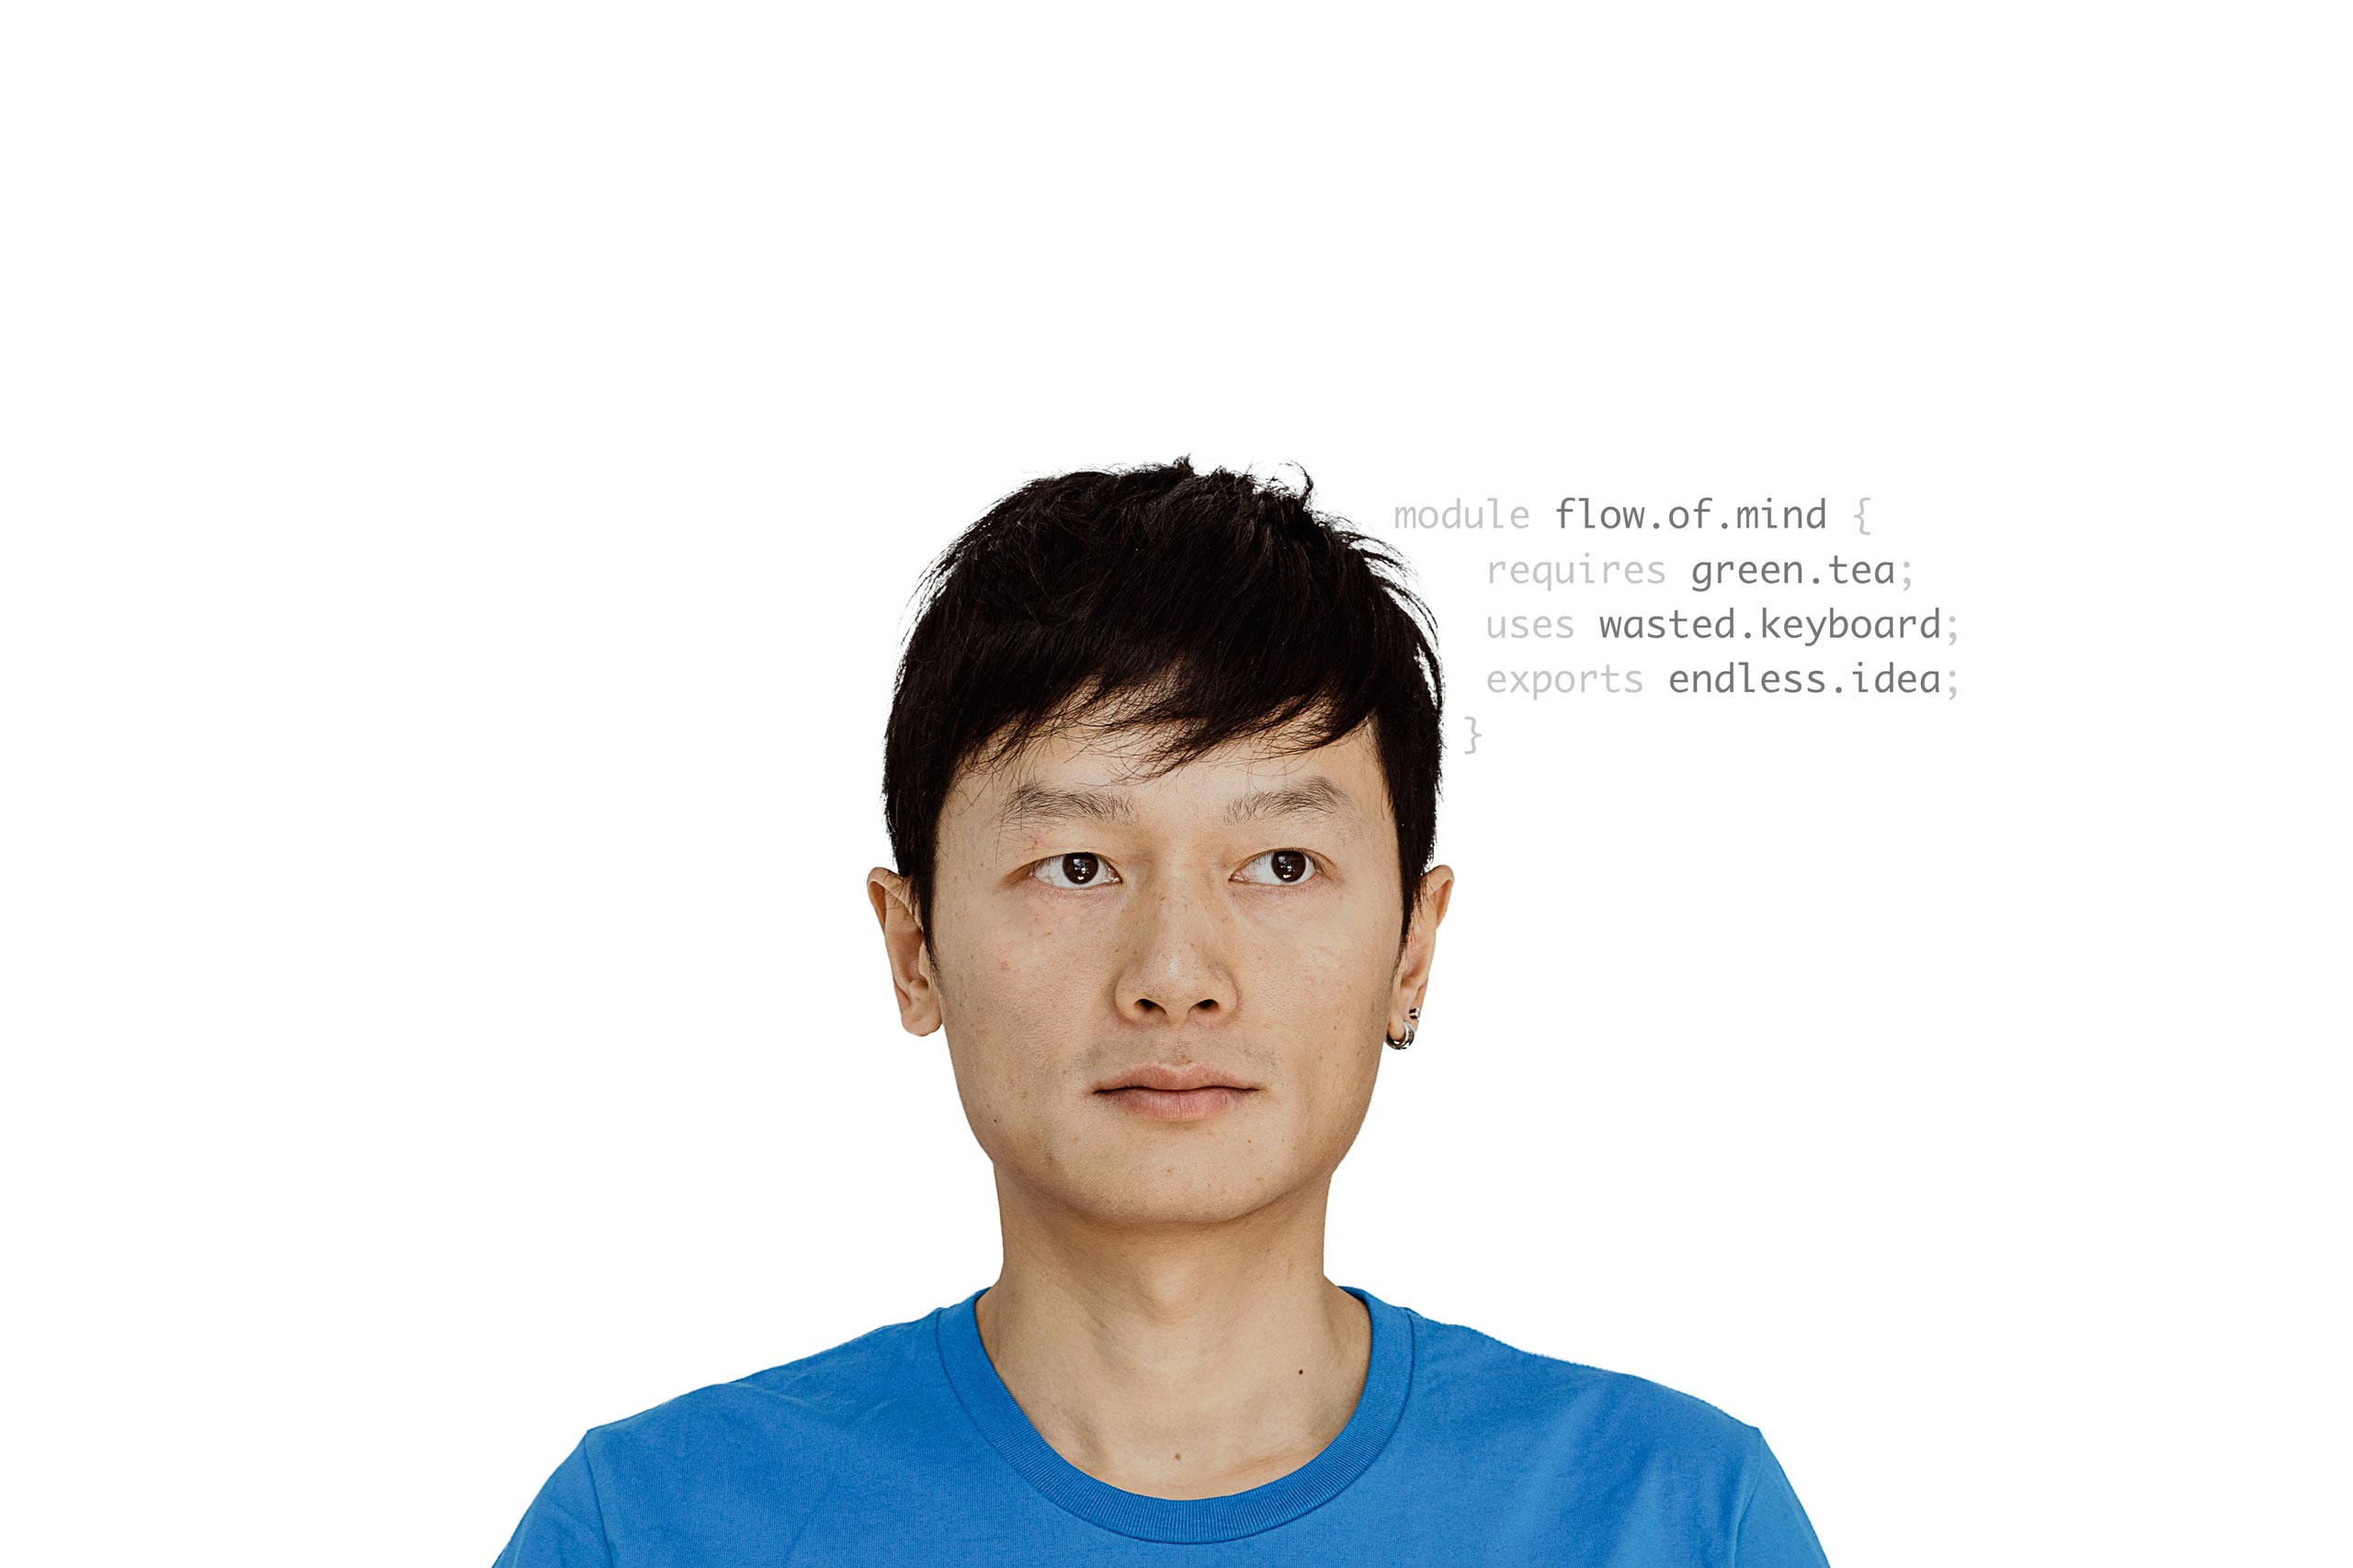 module flow.of.mind {
requires green.tea;
uses wasted.keyboard;
exports endless.idea;
}